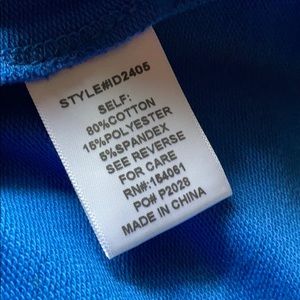 STYLE#ID2405
SELF:
80%COTTON
15%POLYESTER
5%SPANDEX
SEE REVERSE
FOR CARE
RN#:154061
PO# P2028
MADE IN CHINA